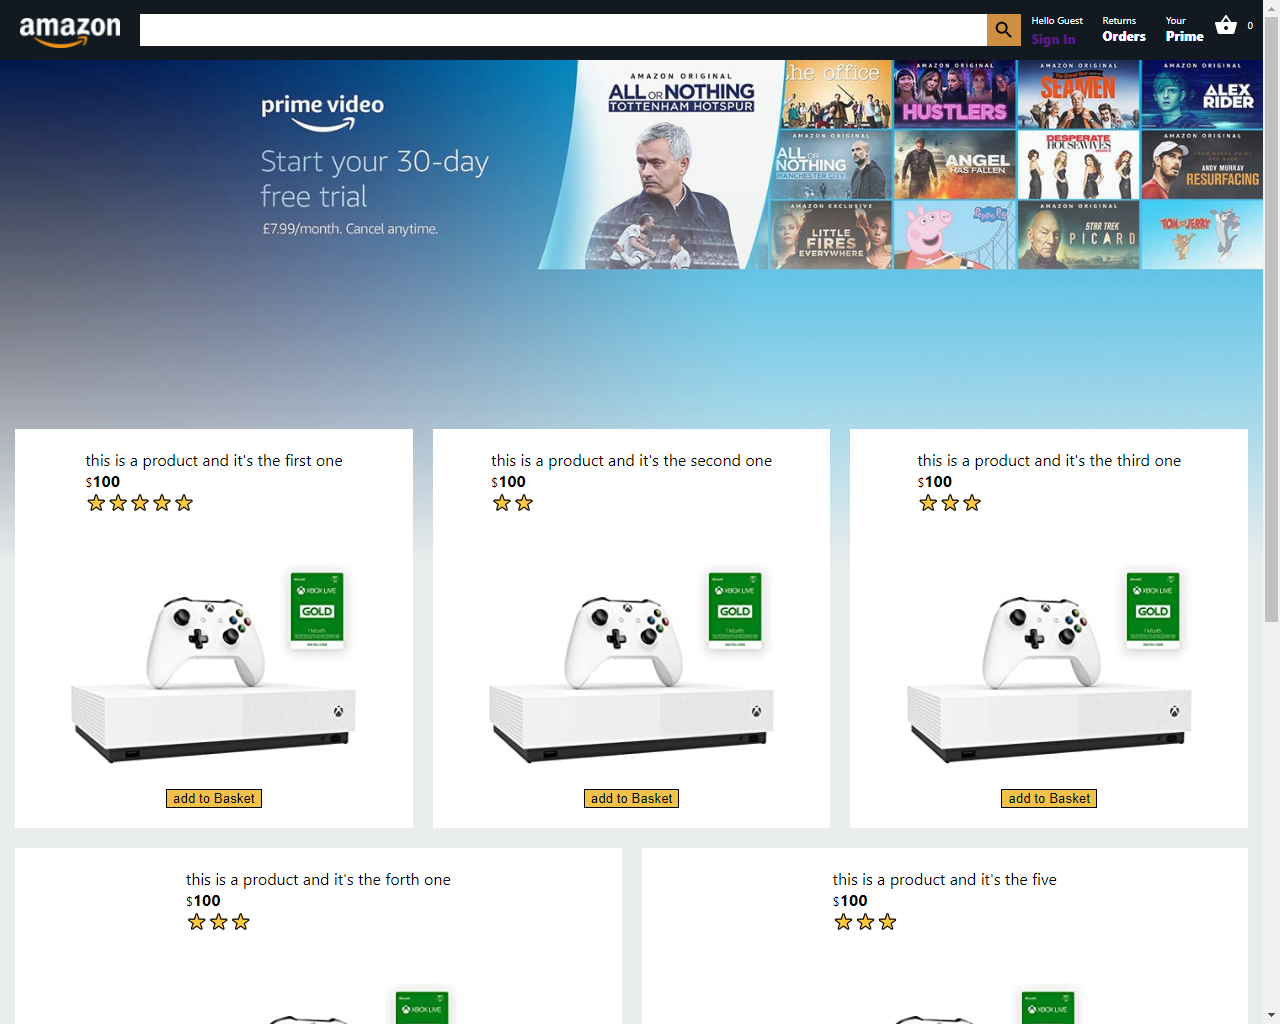 amazon
Hello Guest
Sign In
Returns
Orders
Your
Prime
0
prime video
Start your 30-day
free trial
£7.99/month. Cancel anytime.
AMAZON ORIGINAL
ALL OR NOTHING
TOTTENHAM HOTSPUR
the office
AMAZON ORIGINAL
HUSTLERS
SEAMEN
AMAZON ORIGINAL
ALEX
RIDER
AMAZON ORIGINAL
ALL OR
NOTHING
MANCHESTER CITY
ANGEL
HAS FALLEN
DESPERATE
HOUSEWIVES
AMAZON ORIGINAL
ANDY MURRAY
RESURFACING
AMAZON EXCLUSIVE
LITTLE
FIRES
EVERYWHERE
Peppa Pig
AMAZON ORIGINAL
STAR TREK
PICARD
TOM and JERRY
this is a product and it's the first one
$100
XBOX LIVE
GOLD
1 Month
add to Basket
this is a product and it's the second one
$100
XBOX LIVE
GOLD
1 Month
add to Basket
this is a product and it's the third one
$100
XBOX LIVE
GOLD
1 Month
add to Basket
this is a product and it's the forth one
$100
XBOX LIVE
this is a product and it's the five
$100
XBOX LIVE